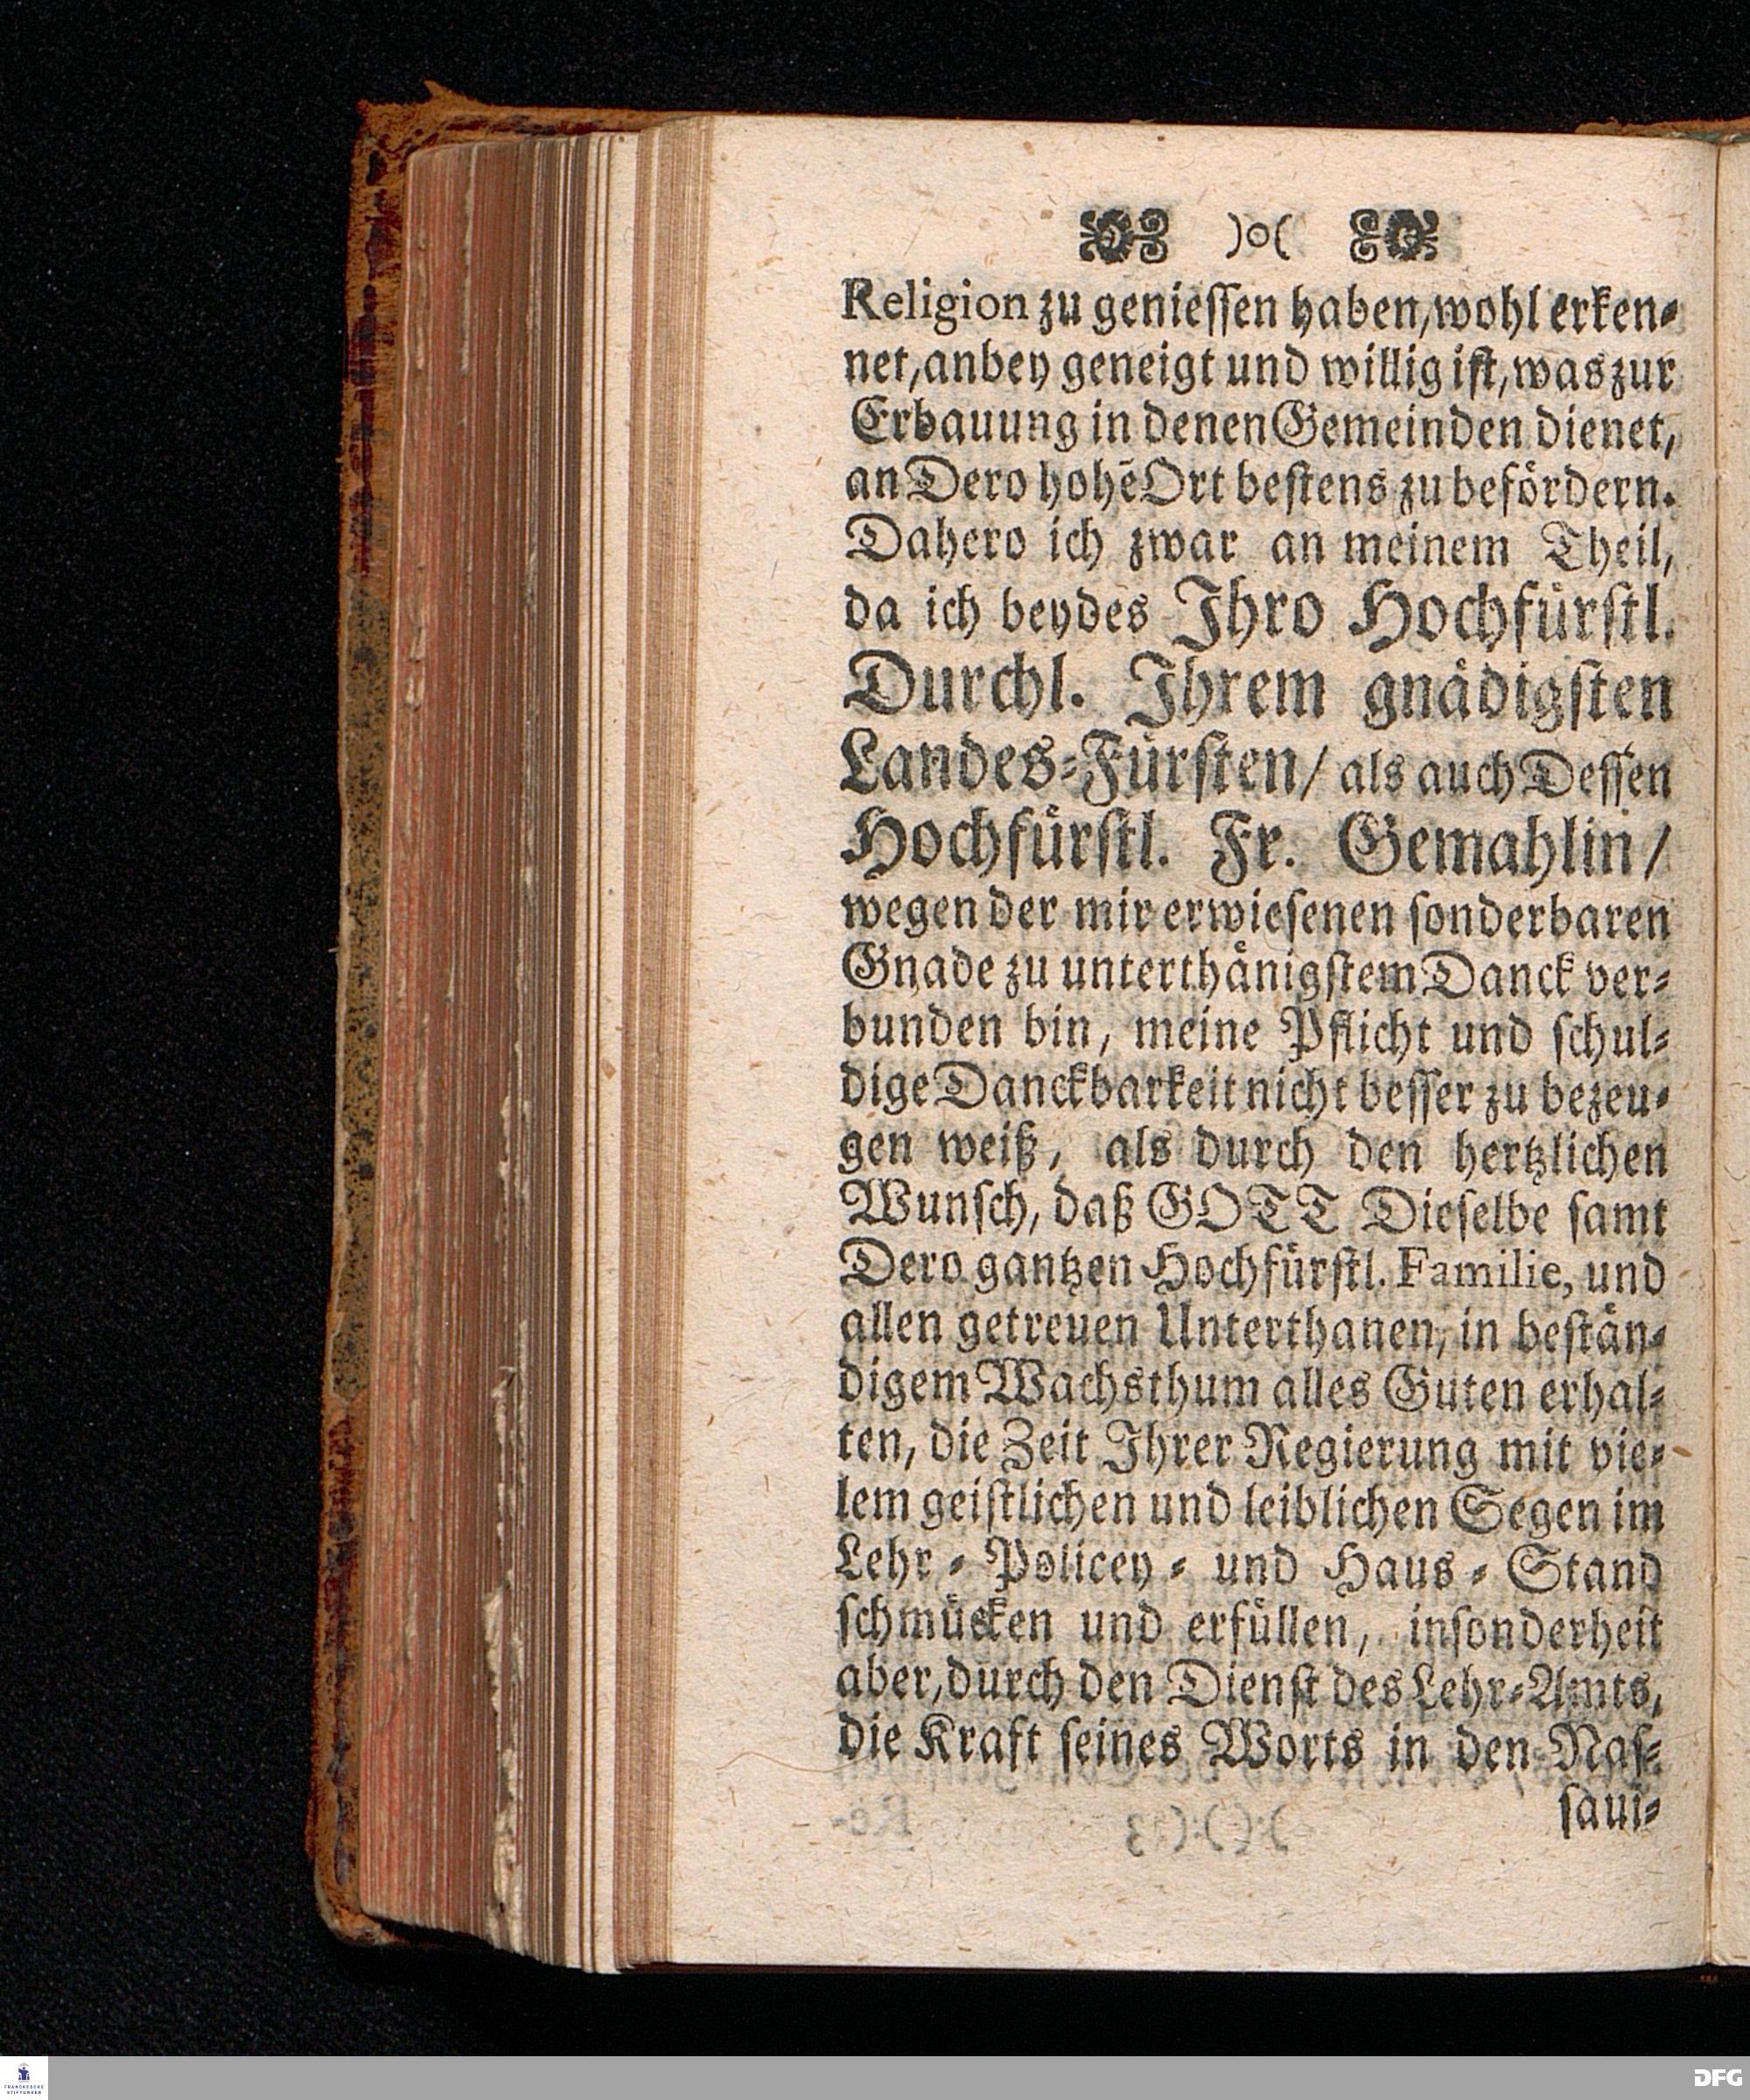 )o(
Religion zu geniessen haben, wohl erken-
net, anbey geneigt und willig ist, was zur
Erbauung in denen Gemeinden dienet,
an Dero hohē Ort bestens zu befördern.
Dahero ich zwar an meinem Theil,
da ich beydes Ihro Hochfürstl.
Durchl. Ihrem gnädigsten
Landes-Fürsten/ als auch Dessen
Hochfürstl. Fr. Gemahlin/
wegen der mir erwiesenen sonderbaren
Gnade zu unterthänigstem Danck ver-
bunden bin, meine Pflicht und schul-
dige Danckbarkeit nicht besser zu bezeu-
gen weiß, als durch den hertzlichen
Wunsch, daß GOTT Dieselbe samt
Dero gantzen Hochfürstl. Familie, und
allen getreuen Unterthanen, in bestän-
digem Wachsthum alles Guten erhal-
ten, die Zeit Ihrer Regierung mit vie-
lem geistlichen und leiblichen Segen im
Lehr- Policey- und Haus- Stand
schmücken und erfüllen, insonderheit
aber, durch den Dienst des Lehr-Amts,
die Kraft seines Worts in den Nas-
saui-
FRANCKESCHE
STIFTUNGEN
DFG